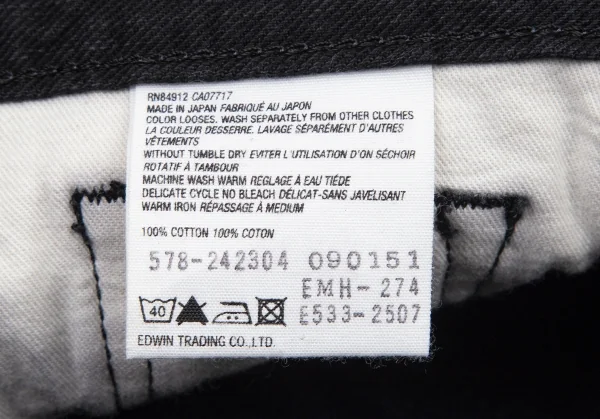 RN84912 CA07717
MADE IN JAPAN FABRIQUÉ AU JAPON
COLOR LOOSES. WASH SEPARATELY FROM OTHER CLOTHES
LA COULEUR DESSERRE. LAVAGE SÉPARÉMENT D'AUTRES
VÊTEMENTS
WITHOUT TUMBLE DRY EVITER L'UTILISATION D'ON SÉCHOIR
ROTATIF À TAMBOUR
MACHINE WASH WARM REGLAGE À EAU TIÈDE
DELICATE CYCLE NO BLEACH DÉLICAT-SANS JAVELISANT
WARM IRON RÉPASSAGE À MEDIUM
100% COTTON 100% COTON
578-242304 090151
EMH-274
40 E533-2507
EDWIN TRADING CO.,LTD.